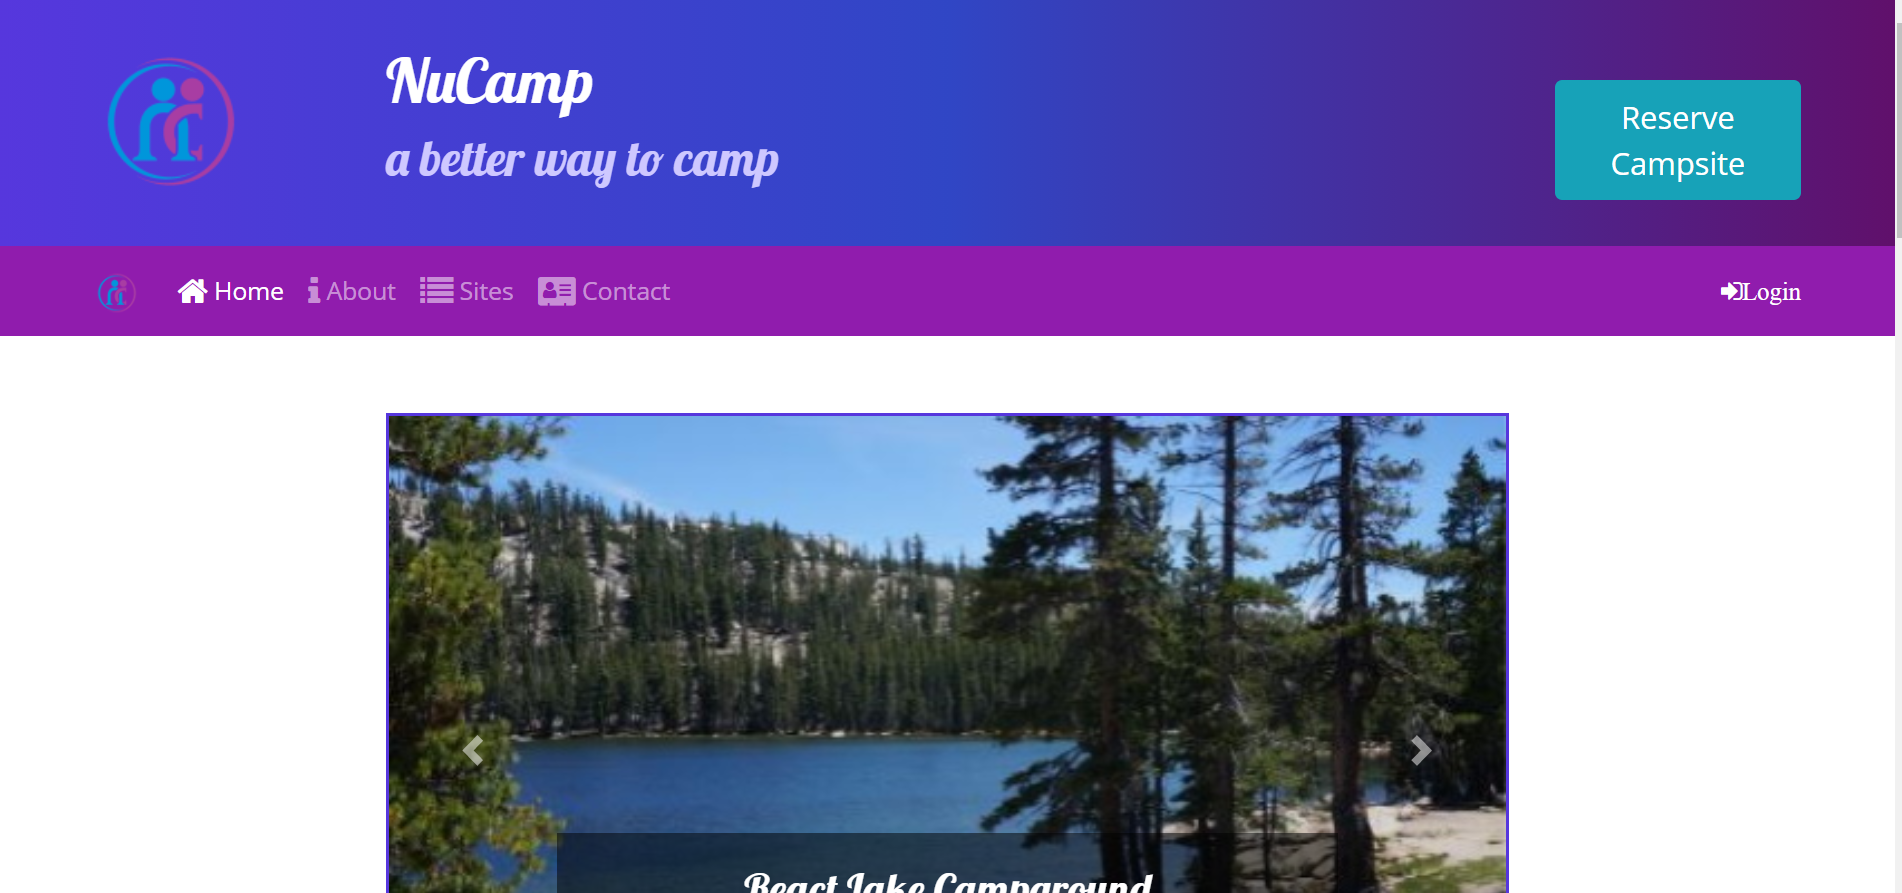 NuCamp
a better way to camp
Reserve
Campsite
Home About Sites Contact Login
React Lake Campground